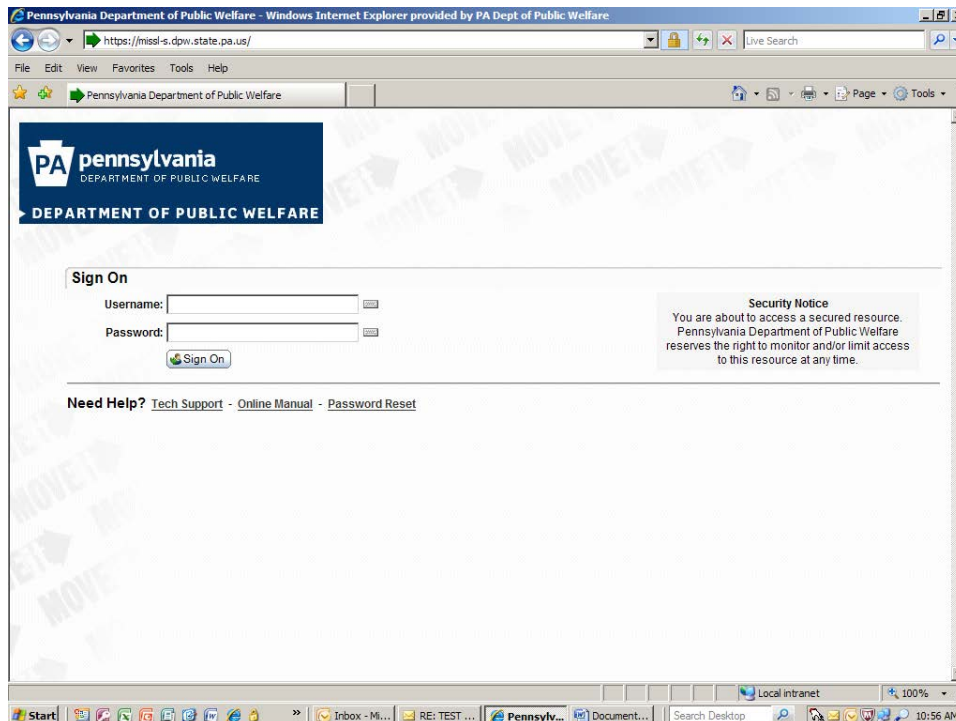 Pennsylvania Department of Public Welfare - Windows Internet Explorer provided by PA Dept of Public Welfare
https://missl-s.dpw.state.pa.us/
Live Search
File Edit View Favorites Tools Help
Pennsylvania Department of Public Welfare
Page
Tools
PA pennsylvania
DEPARTMENT OF PUBLIC WELFARE
DEPARTMENT OF PUBLIC WELFARE
Sign On
Username:
Password:
Sign On
Security Notice
You are about to access a secured resource.
Pennsylvania Department of Public Welfare
reserves the right to monitor and/or limit access
to this resource at any time.
Need Help? Tech Support - Online Manual - Password Reset
MOVEit
Local intranet
100%
Start
Inbox - Mi...
RE: TEST ...
Pennsylv...
Document...
Search Desktop
10:56 AM